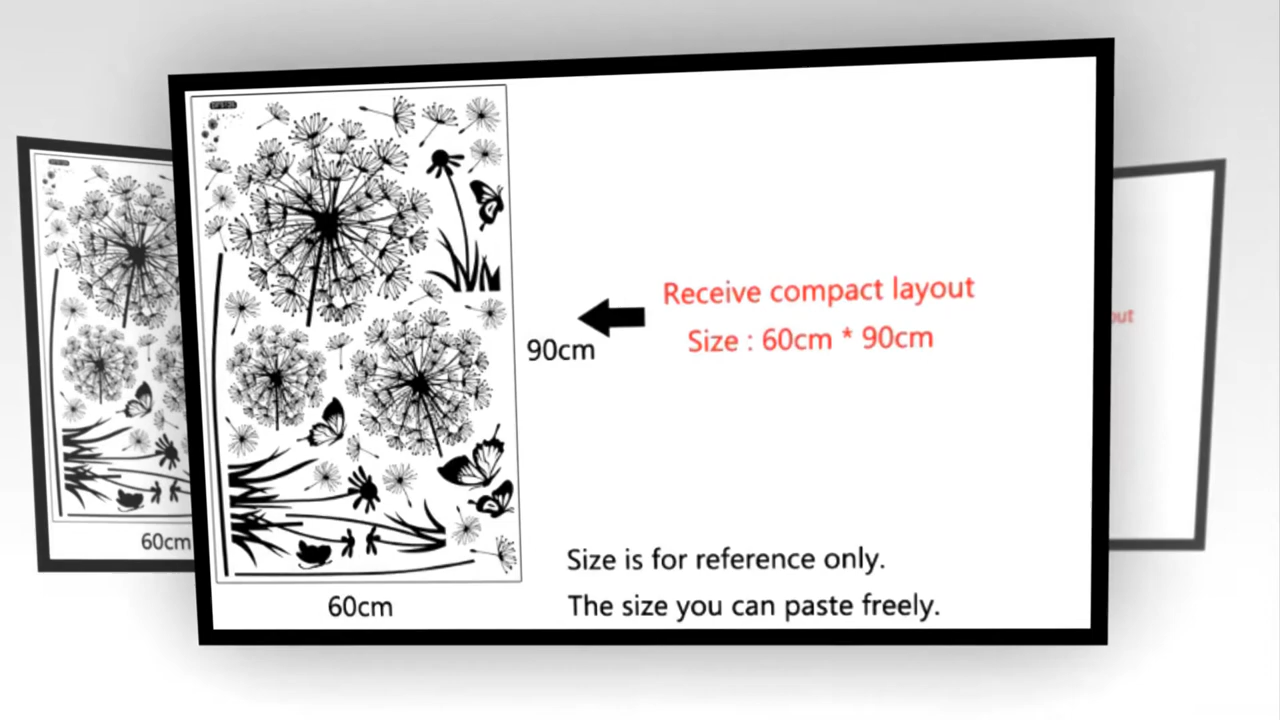 Receive compact layout
Size : 60cm * 90cm
90cm
Size is for reference only.
The size you can paste freely.
60cm
60cm
out